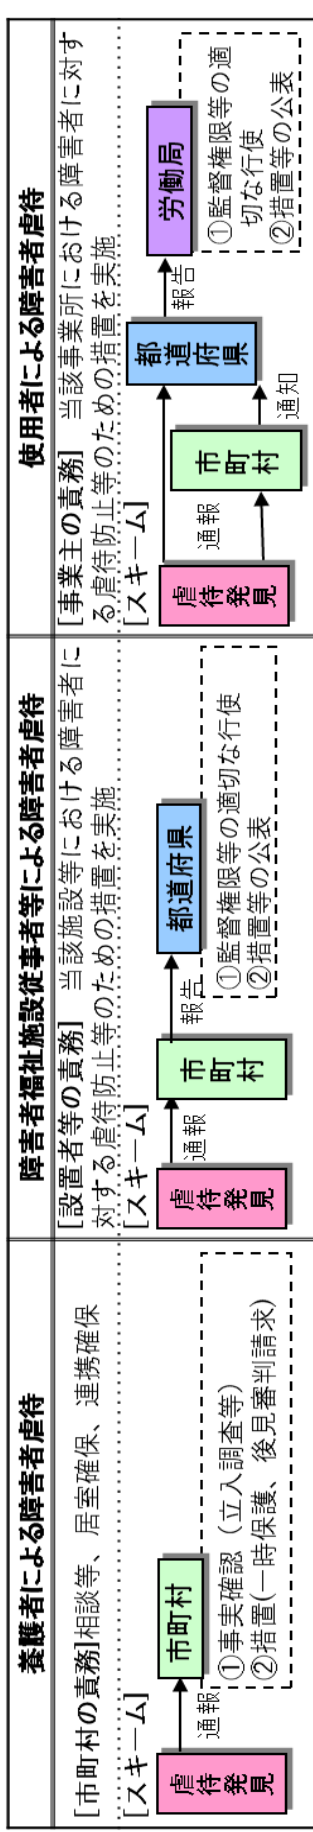 養護者による障害者虐待
[市町村の責務]相談等、居室確保、連携確保
[スキーム]
虐待発見
通報
市町村
①事実確認（立入調査等）
②措置(一時保護、後見審判請求)
障害者福祉施設従事者等による障害者虐待
[設置者等の責務]　当該施設等における障害者に
対する虐待防止等のための措置を実施
[スキーム]
虐待発見
通報
市町村
報告
都道府県
①監督権限等の適切な行使
②措置等の公表
使用者による障害者虐待
[事業主の責務]　当該事業所における障害者に対す
る虐待防止等のための措置を実施
[スキーム]
虐待発見
通報
市町村
通知
都道府県
報告
労働局
①監督権限等の適
切な行使
②措置等の公表